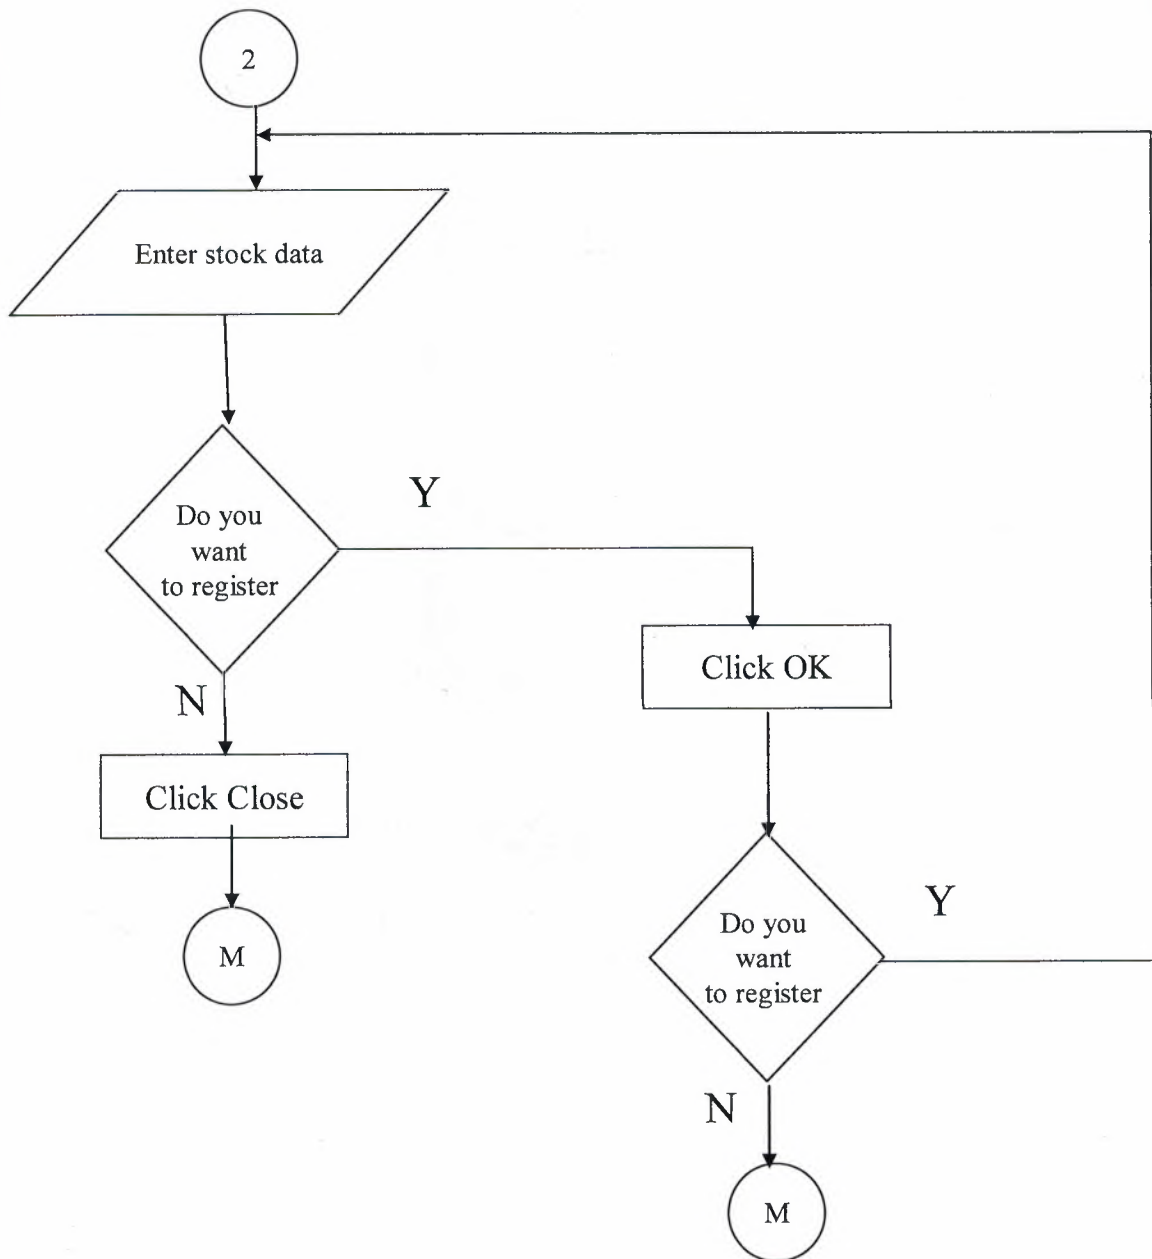 2
Enter stock data
Do you
want
to register
Y
N
Click OK
Click Close
Do you
want
to register
Y
M
N
M